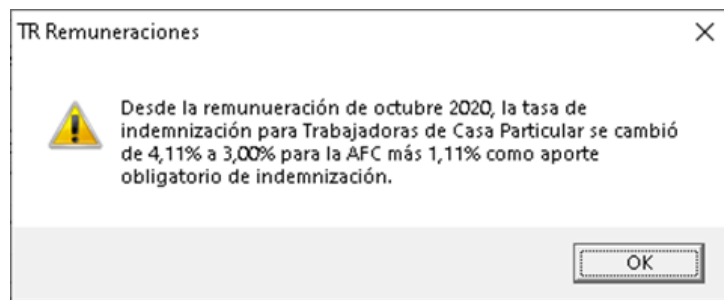 TR Remuneraciones
Desde la remunueración de octubre 2020, la tasa de
indemnización para Trabajadoras de Casa Particular se cambió
de 4,11% a 3,00% para la AFC más 1,11% como aporte
obligatorio de indemnización.
OK